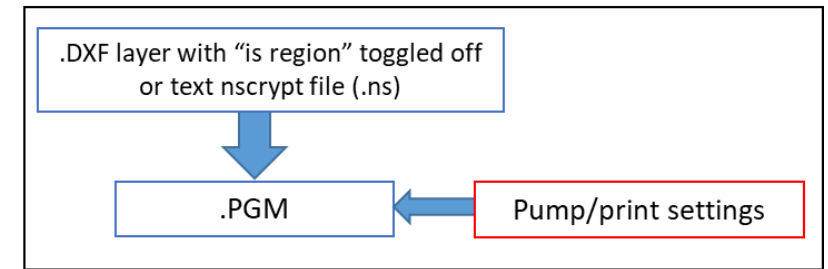 .DXF layer with “is region” toggled off
or text nscrypt file (.ns)
.PGM
Pump/print settings